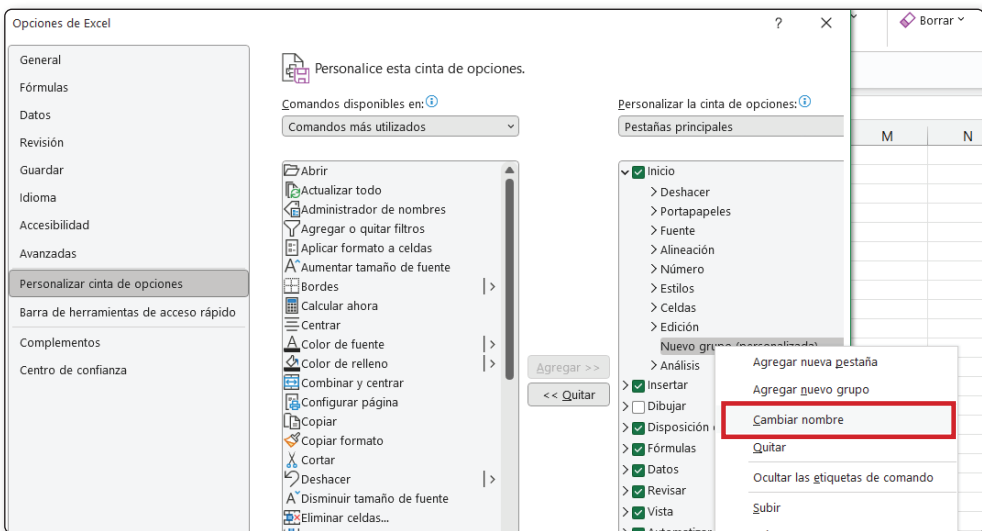 Opciones de Excel
?
Borrar
General
Fórmulas
Datos
Revisión
Guardar
Idioma
Accesibilidad
Avanzadas
Personalizar cinta de opciones
Barra de herramientas de acceso rápido
Complementos
Centro de confianza
Personalice esta cinta de opciones.
Comandos disponibles en:
Comandos más utilizados
Abrir
Actualizar todo
Administrador de nombres
Agregar o quitar filtros
Aplicar formato a celdas
Aumentar tamaño de fuente
Bordes
Calcular ahora
Centrar
Color de fuente
Color de relleno
Combinar y centrar
Configurar página
Copiar
Copiar formato
Cortar
Deshacer
Disminuir tamaño de fuente
Eliminar celdas...
Agregar >>
<< Quitar
Personalizar la cinta de opciones:
Pestañas principales
Inicio
Deshacer
Portapapeles
Fuente
Alineación
Número
Estilos
Celdas
Edición
Nuevo grupo (personalizada)
Análisis
Insertar
Dibujar
Disposición
Fórmulas
Datos
Revisar
Vista
Automatizar
Agregar nueva pestaña
Agregar nuevo grupo
Cambiar nombre
Quitar
Ocultar las etiquetas de comando
Subir
M N